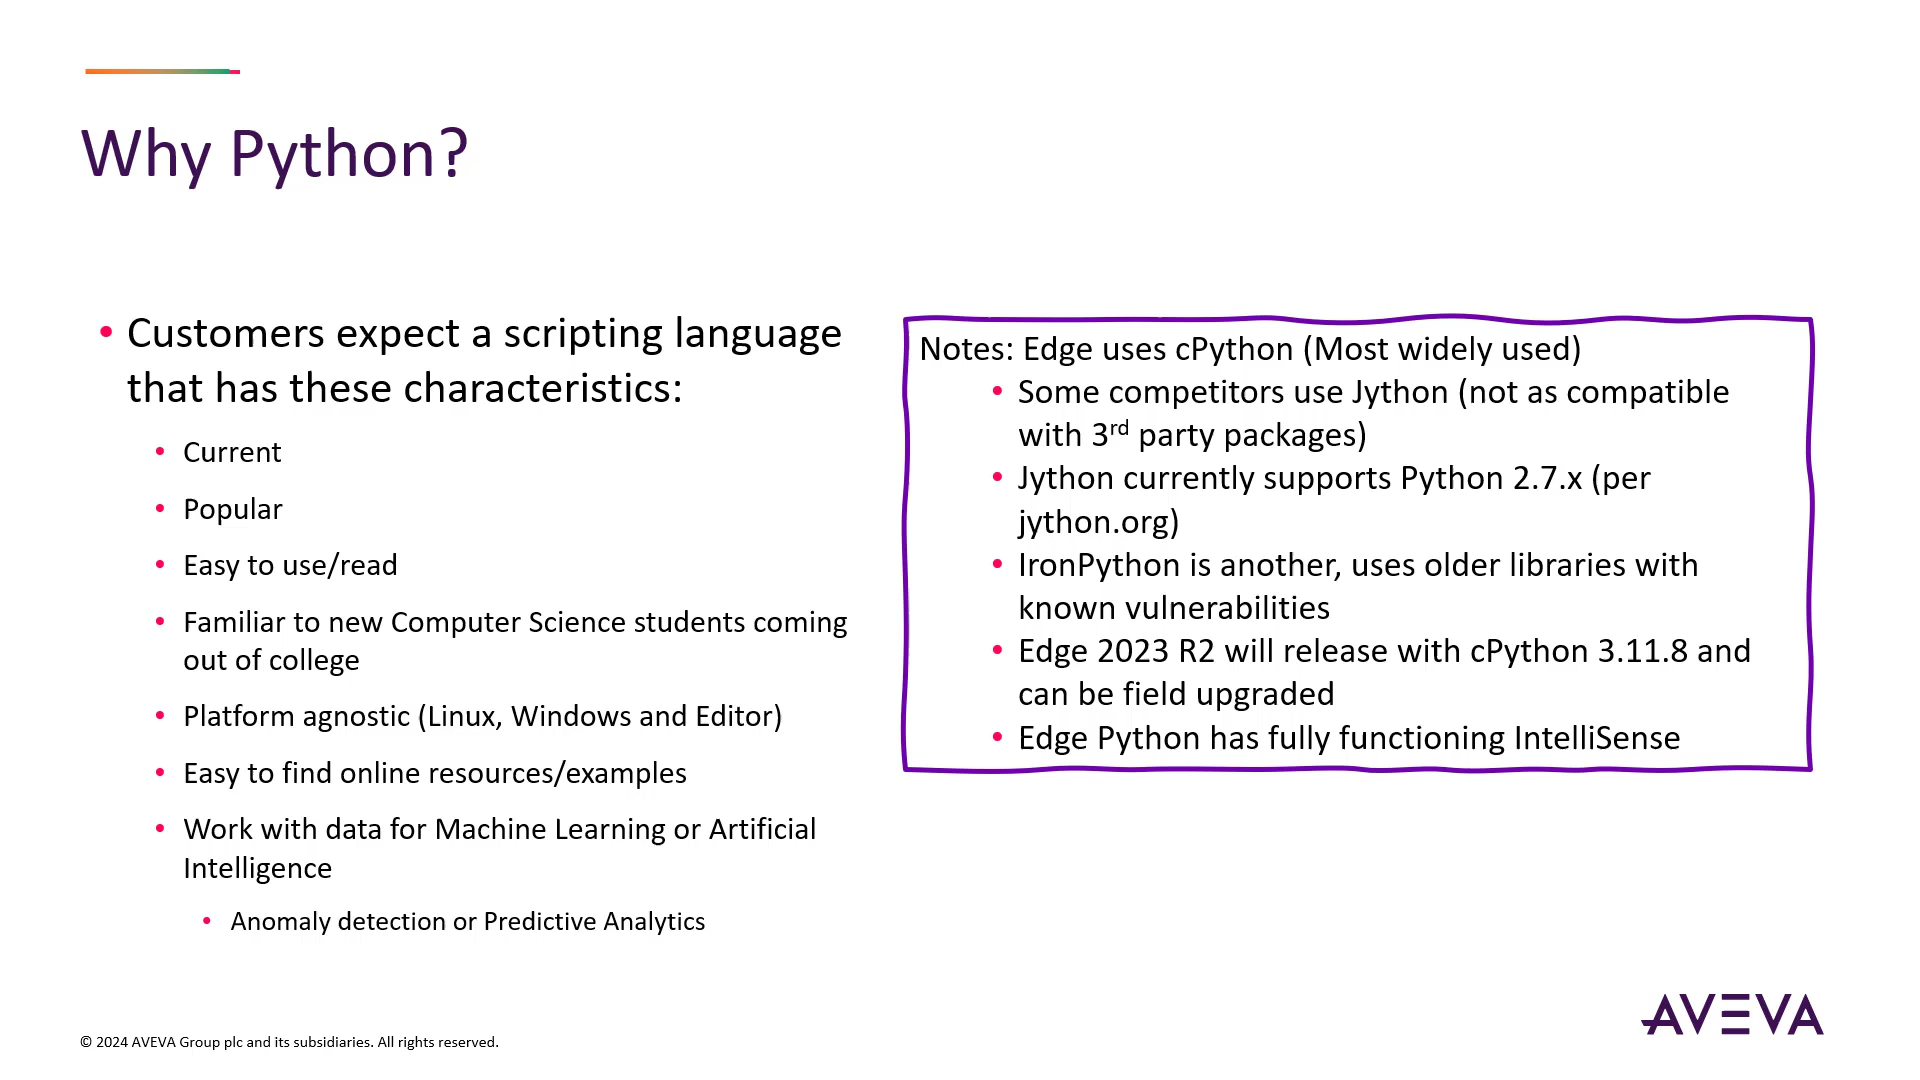 Why Python?
• Customers expect a scripting language
that has these characteristics:
• Current
• Popular
• Easy to use/read
• Familiar to new Computer Science students coming
out of college
• Platform agnostic (Linux, Windows and Editor)
• Easy to find online resources/examples
• Work with data for Machine Learning or Artificial
Intelligence
• Anomaly detection or Predictive Analytics
Notes: Edge uses cPython (Most widely used)
• Some competitors use Jython (not as compatible
with 3rd party packages)
• Jython currently supports Python 2.7.x (per
jython.org)
• IronPython is another, uses older libraries with
known vulnerabilities
• Edge 2023 R2 will release with cPython 3.11.8 and
can be field upgraded
• Edge Python has fully functioning IntelliSense
© 2024 AVEVA Group plc and its subsidiaries. All rights reserved.
AVEVA